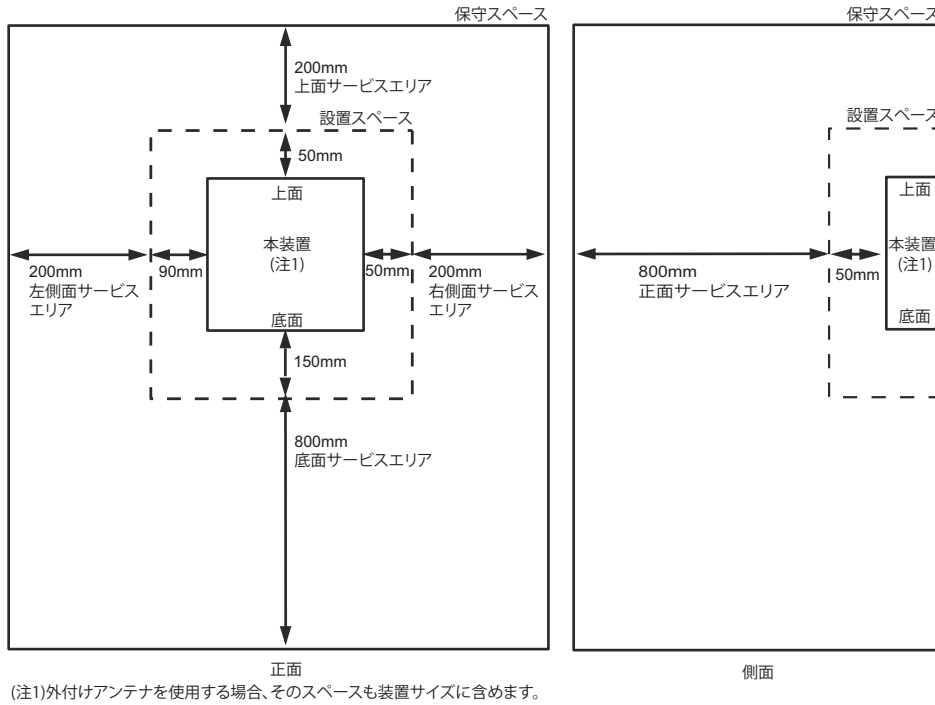 保守スペース
200mm
上面サービスエリア
設置スペース
50mm
上面
本装置
(注1)
200mm
左側面サービス
エリア
90mm
50mm
200mm
右側面サービス
エリア
底面
150mm
800mm
底面サービスエリア
正面
(注1)外付けアンテナを使用する場合、そのスペースも装置サイズに含めます。
保守スペース
設置スペース
上面
本装置
(注1)
800mm
正面サービスエリア
50mm
底面
側面